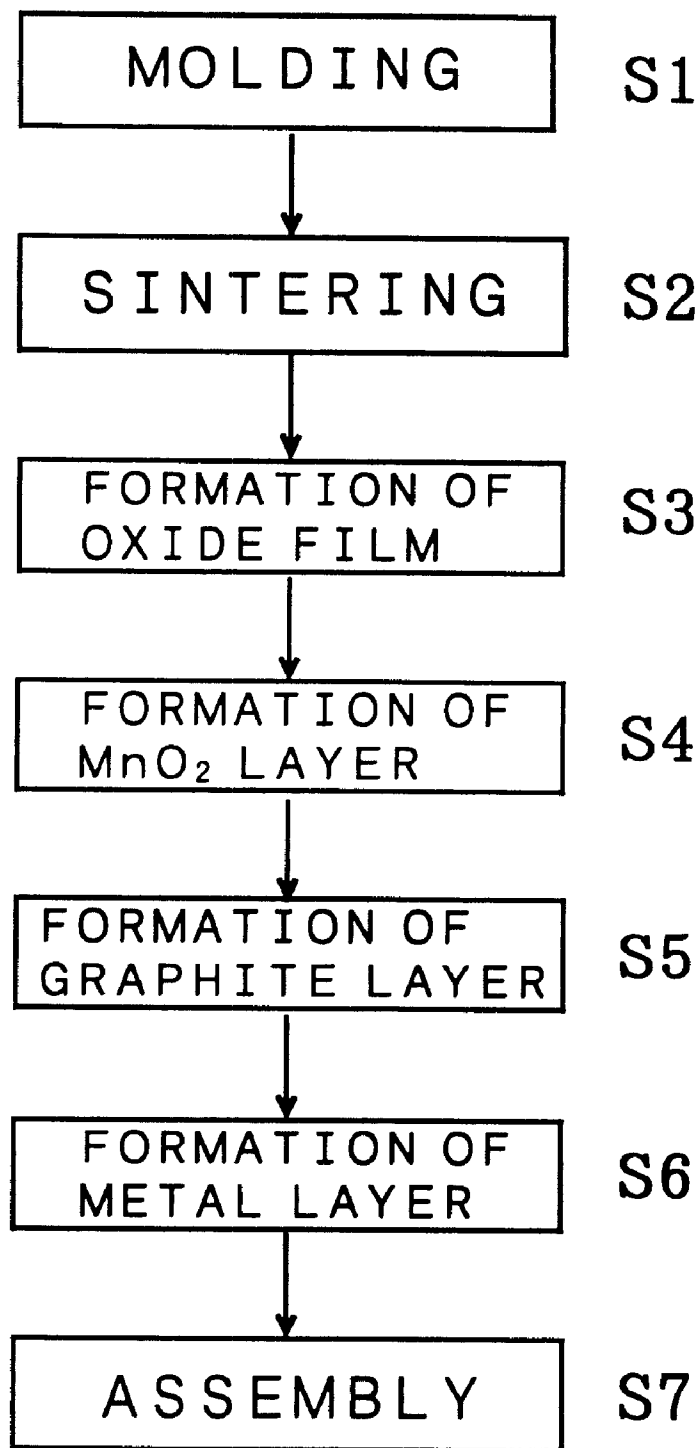 MOLDING S1
SINTERING S2
FORMATION OF
OXIDE FILM S3
FORMATION OF
MnO₂ LAYER S4
FORMATION OF
GRAPHITE LAYER S5
FORMATION OF
METAL LAYER S6
ASSEMBLY S7